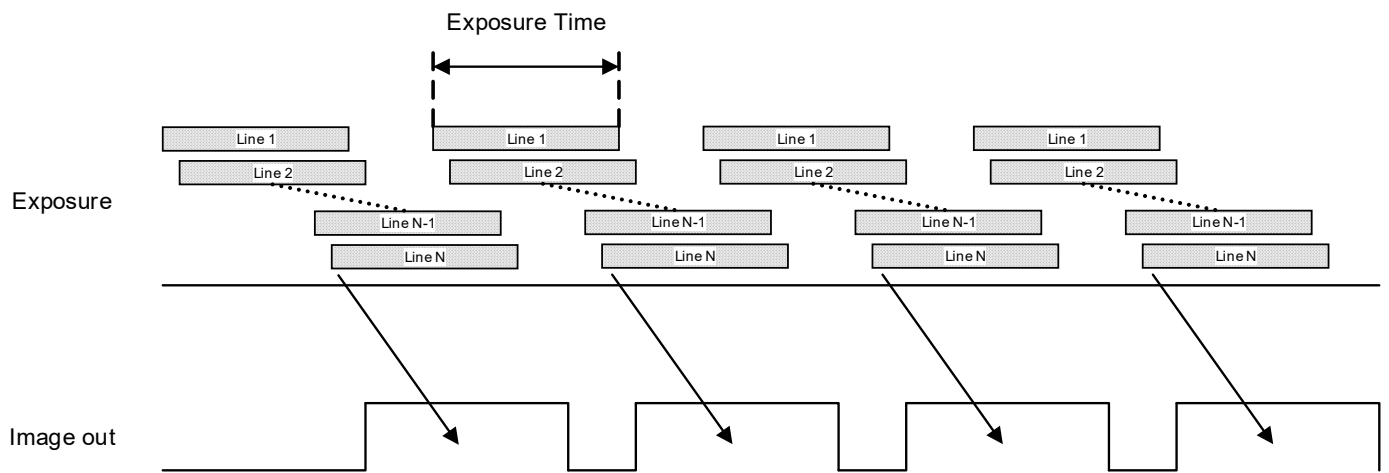 Exposure Time
Line 1 Line 1 Line 1 Line 1
Line 2 Line 2 Line 2 Line 2
Exposure
Line N-1 Line N-1 Line N-1 Line N-1
Line N Line N Line N Line N
Image out